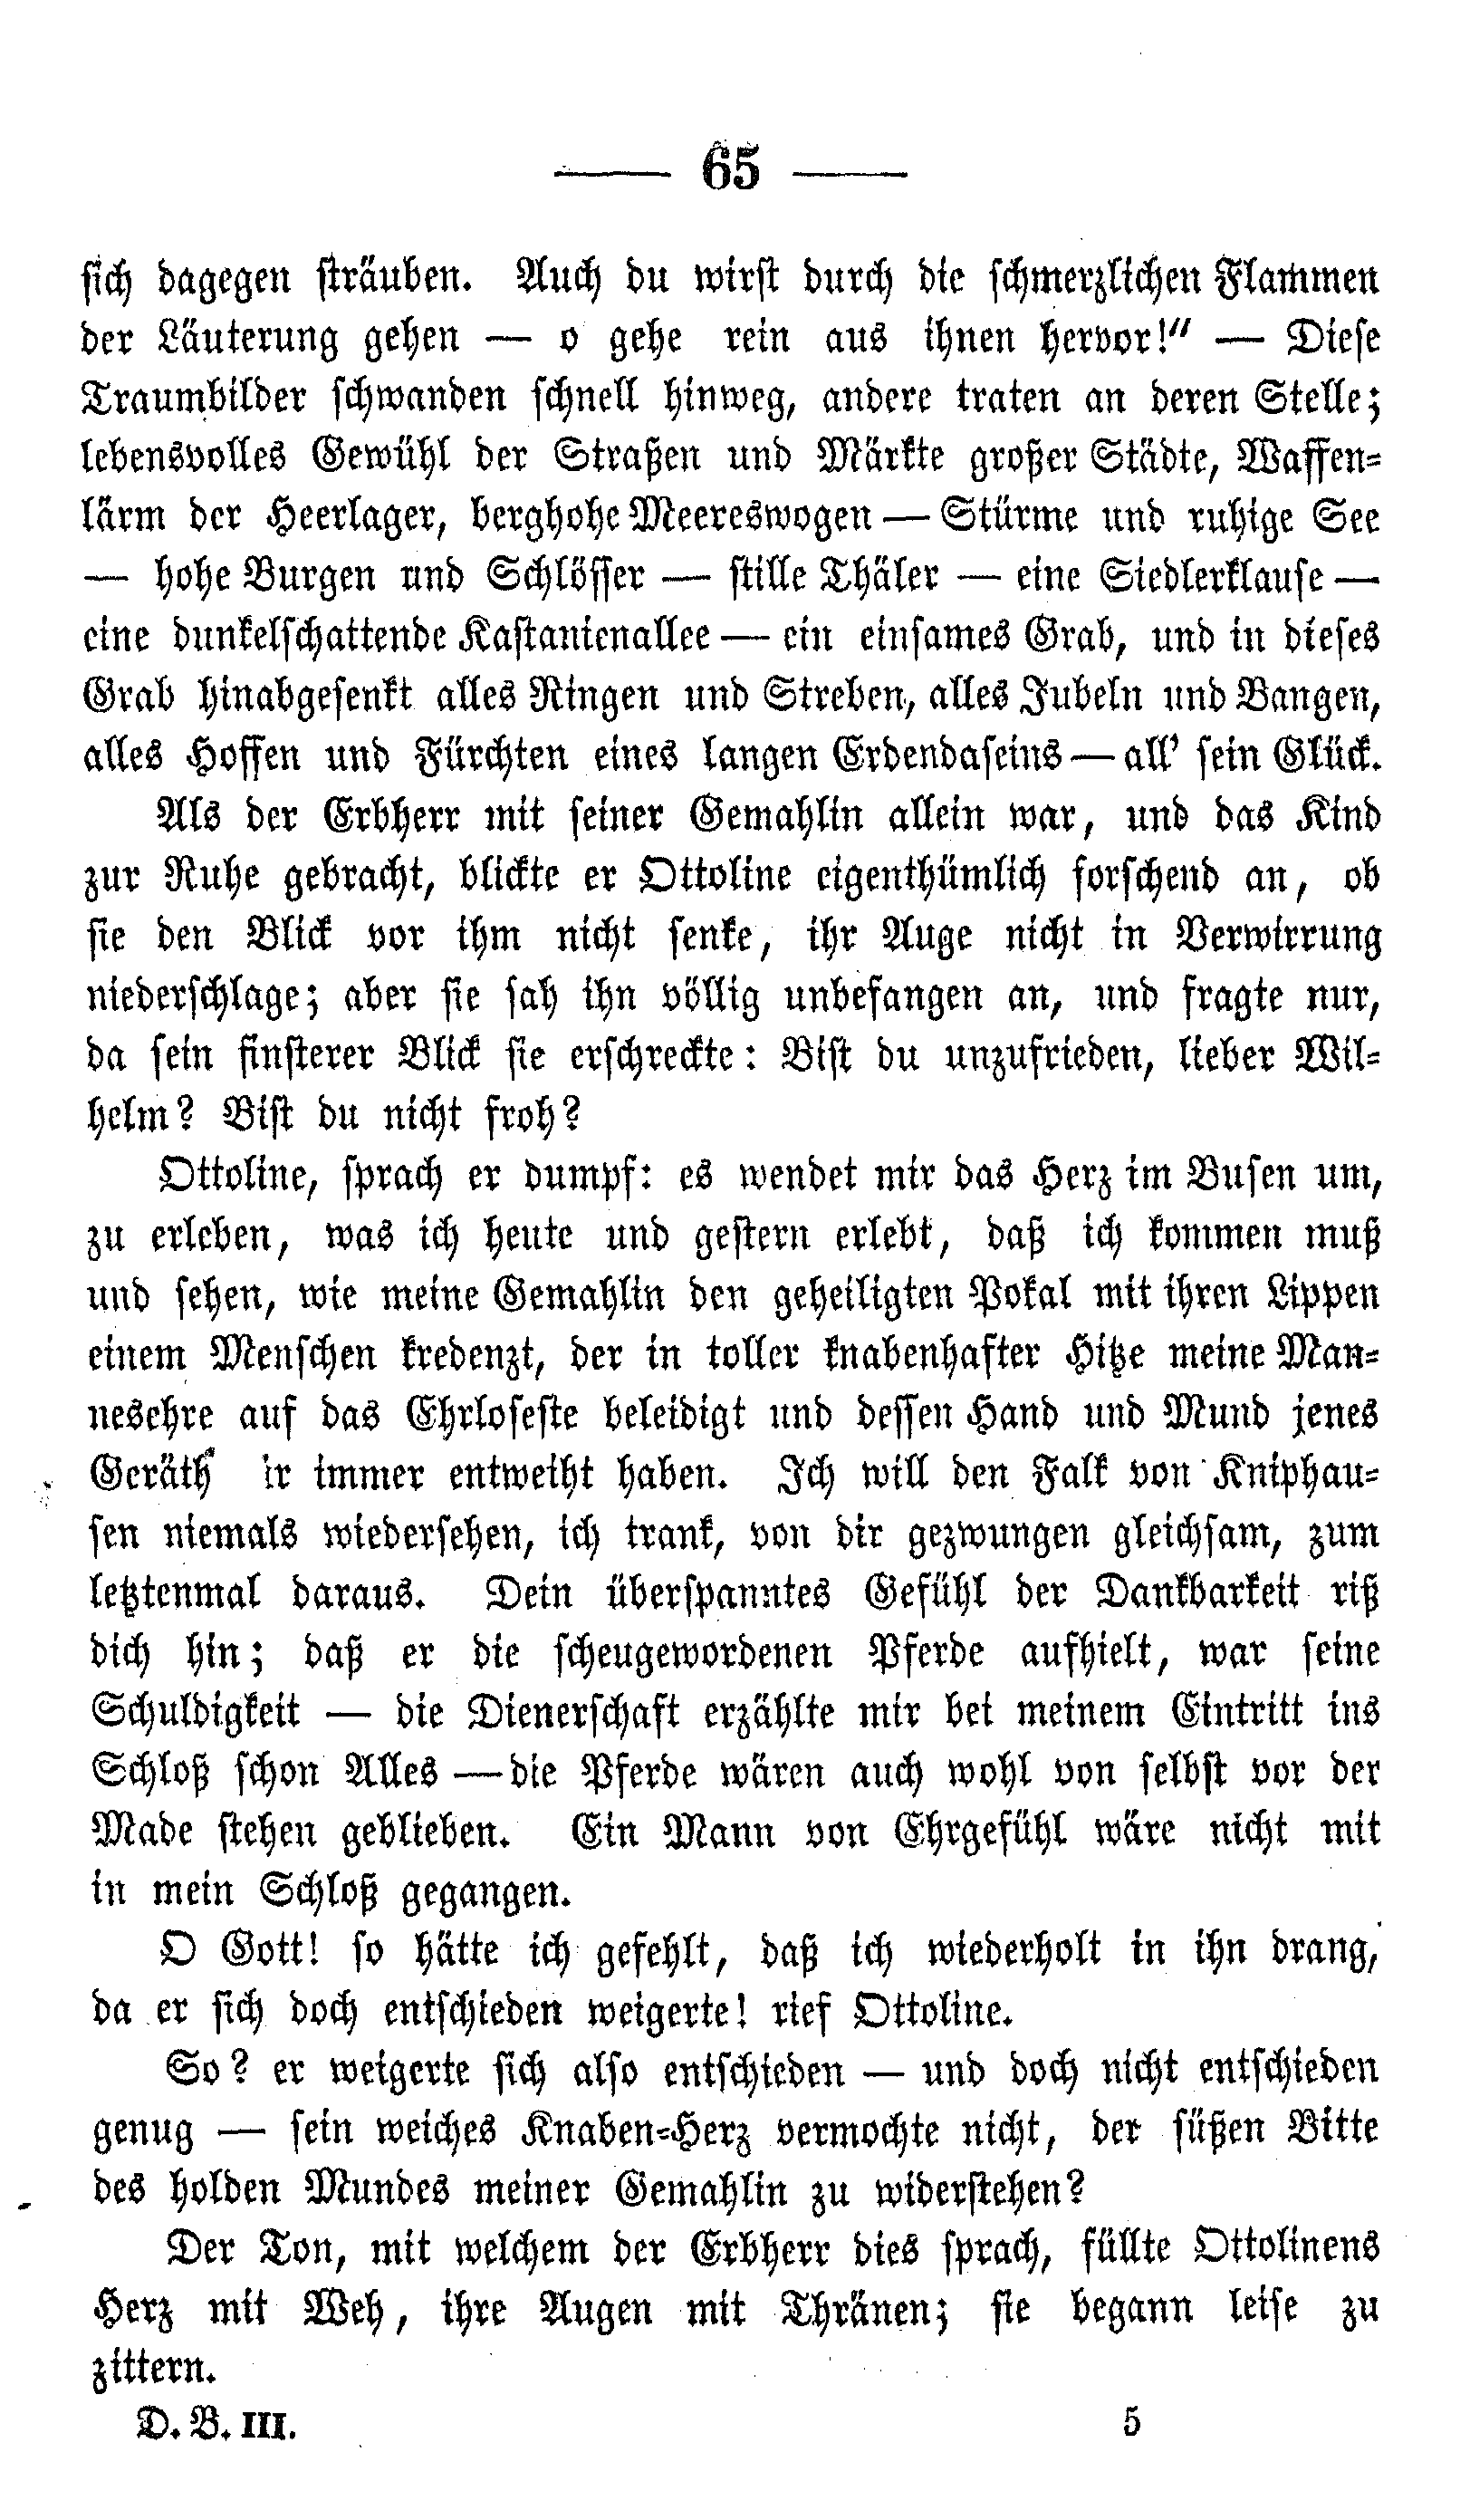 — 65 —
sich dagegen sträuben. Auch du wirst durch die schmerzlichen Flammen
der Läuterung gehen — o gehe rein aus ihnen hervor!“ — Diese
Traumbilder schwanden schnell hinweg, andere traten an deren Stelle;
lebensvolles Gewühl der Straßen und Märkte großer Städte, Waffen-
lärm der Heerlager, berghohe Meereswogen — Stürme und ruhige See
— hohe Burgen und Schlösser — stille Thäler — eine Siedlerklause —
eine dunkelschattende Kastanienallee — ein einsames Grab, und in dieses
Grab hinabgesenkt alles Ringen und Streben, alles Jubeln und Bangen,
alles Hoffen und Fürchten eines langen Erdendaseins — all’ sein Glück.
Als der Erbherr mit seiner Gemahlin allein war, und das Kind
zur Ruhe gebracht, blickte er Ottoline eigenthümlich forschend an, ob
sie den Blick vor ihm nicht senke, ihr Auge nicht in Verwirrung
niederschlage; aber sie sah ihn völlig unbefangen an, und fragte nur,
da sein finsterer Blick sie erschreckte: Bist du unzufrieden, lieber Wil-
helm? Bist du nicht froh?
Ottoline, sprach er dumpf: es wendet mir das Herz im Busen um,
zu erleben, was ich heute und gestern erlebt, daß ich kommen muß
und sehen, wie meine Gemahlin den geheiligten Pokal mit ihren Lippen
einem Menschen kredenzt, der in toller knabenhafter Hitze meine Man-
nesehre auf das Ehrloseste beleidigt und dessen Hand und Mund jenes
Geräth ir immer entweiht haben. Ich will den Falk von Kniphau-
sen niemals wiedersehen, ich trank, von dir gezwungen gleichsam, zum
letztenmal daraus. Dein überspanntes Gefühl der Dankbarkeit riß
dich hin; daß er die scheugewordenen Pferde aufhielt, war seine
Schuldigkeit — die Dienerschaft erzählte mir bei meinem Eintritt ins
Schloß schon Alles — die Pferde wären auch wohl von selbst vor der
Made stehen geblieben. Ein Mann von Ehrgefühl wäre nicht mit
in mein Schloß gegangen.
O Gott! so hätte ich gefehlt, daß ich wiederholt in ihn drang,
da er sich doch entschieden weigerte! rief Ottoline.
So? er weigerte sich also entschieden — und doch nicht entschieden
genug — sein weiches Knaben-Herz vermochte nicht, der süßen Bitte
des holden Mundes meiner Gemahlin zu widerstehen?
Der Ton, mit welchem der Erbherr dies sprach, füllte Ottolinens
Herz mit Weh, ihre Augen mit Thränen; sie begann leise zu
zittern.
D. B. III. 5